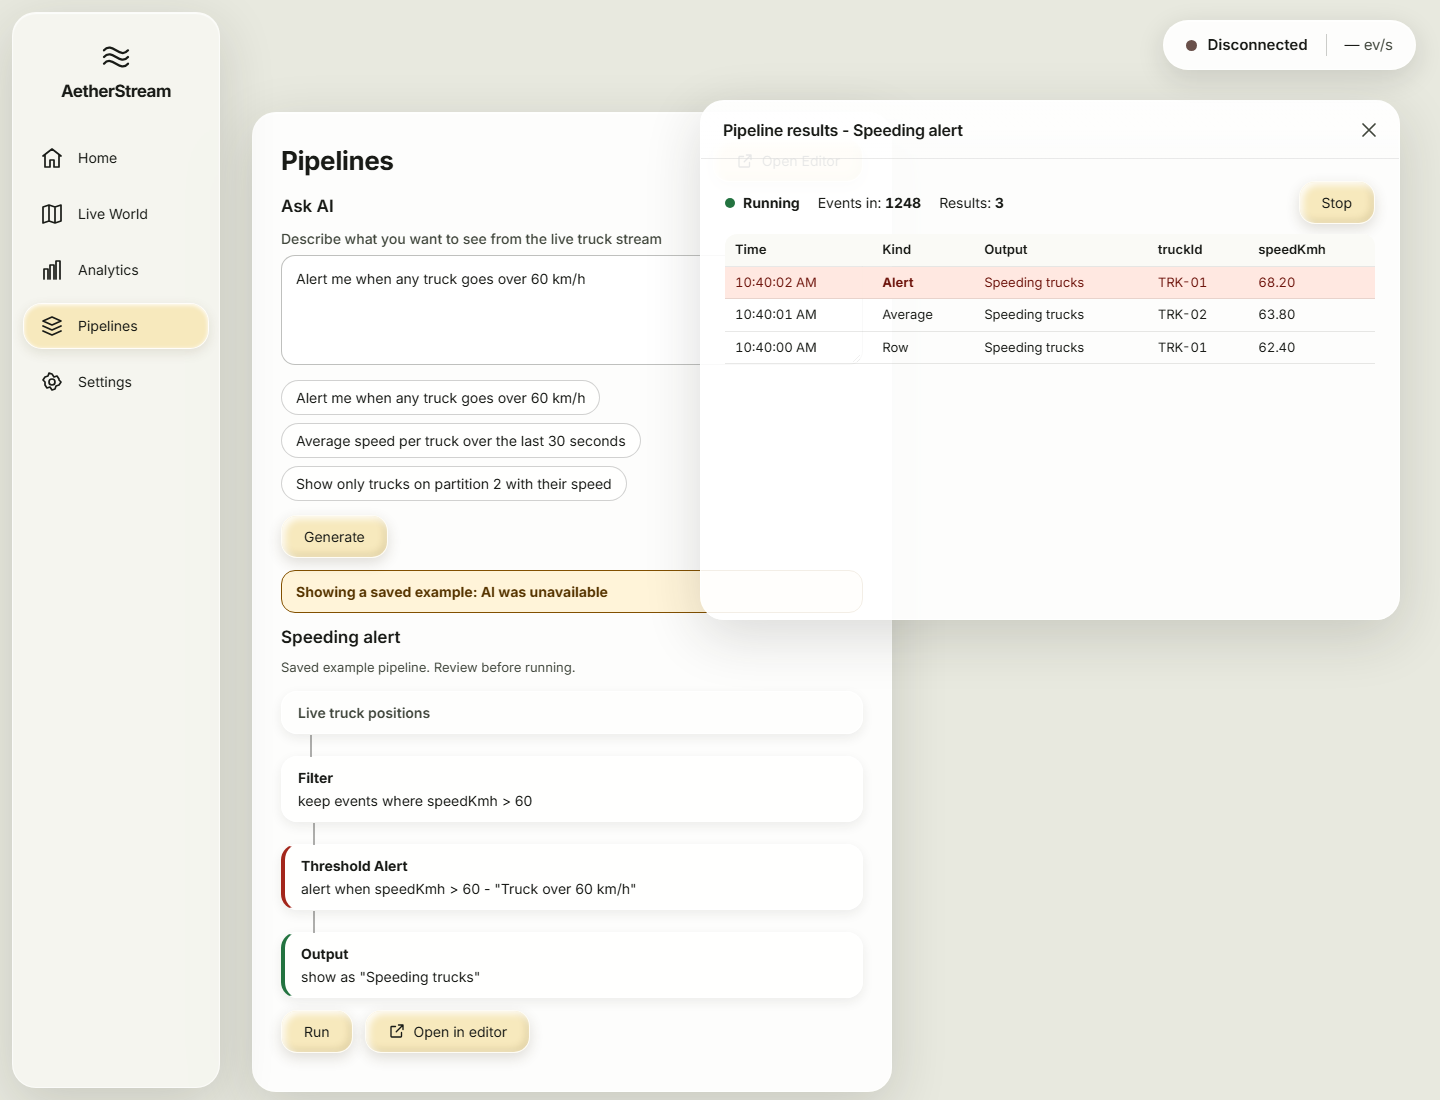 AetherStream
Home
Live World
Analytics
Pipelines
Settings
Disconnected
— ev/s
Pipelines
Open Editor
Ask AI
Describe what you want to see from the live truck stream
Alert me when any truck goes over 60 km/h
Alert me when any truck goes over 60 km/h
Average speed per truck over the last 30 seconds
Show only trucks on partition 2 with their speed
Generate
Showing a saved example: AI was unavailable
Speeding alert
Saved example pipeline. Review before running.
Live truck positions
Filter
keep events where speedKmh > 60
Threshold Alert
alert when speedKmh > 60 - "Truck over 60 km/h"
Output
show as "Speeding trucks"
Run
Open in editor
Pipeline results - Speeding alert
Running Events in: 1248 Results: 3
Stop
Time Kind Output truckId speedKmh
10:40:02 AM Alert Speeding trucks TRK-01 68.20
10:40:01 AM Average Speeding trucks TRK-02 63.80
10:40:00 AM Row Speeding trucks TRK-01 62.40